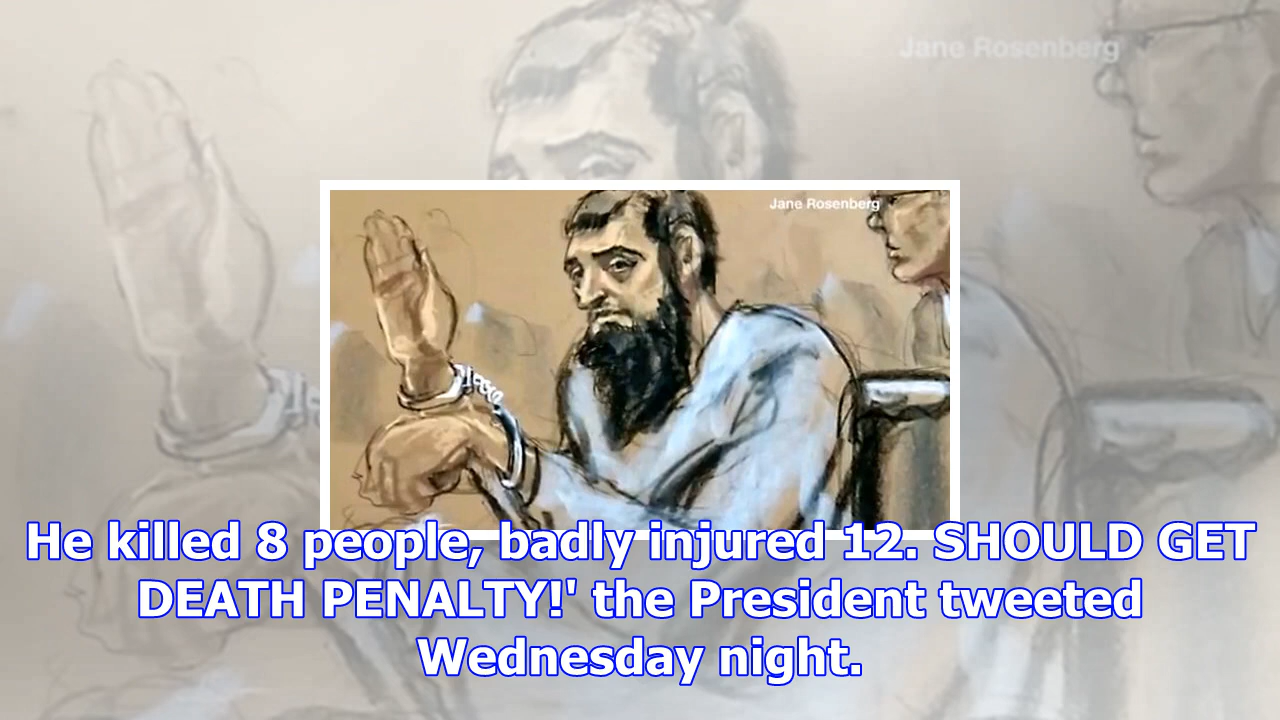 Jane Rosenberg
Jane Rosenberg
He killed 8 people, badly injured 12. SHOULD GET
DEATH PENALTY!' the President tweeted
Wednesday night.